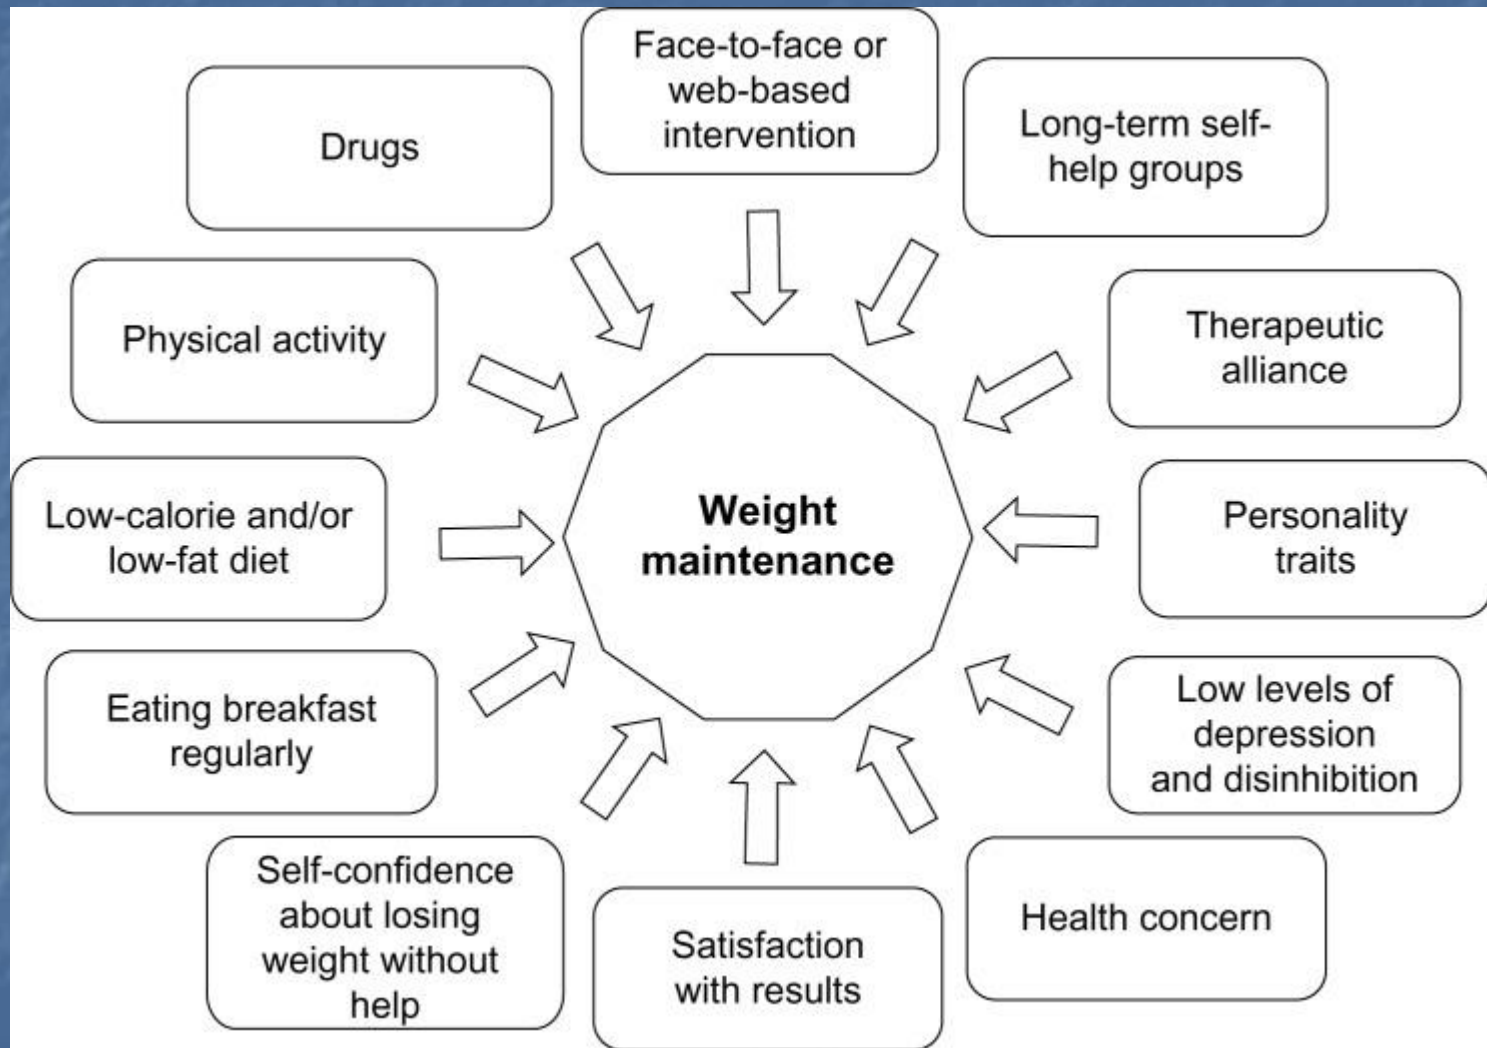 Face-to-face or
web-based
intervention
Long-term self-
help groups
Therapeutic
alliance
Personality
traits
Low levels of
depression
and disinhibition
Health concern
Satisfaction
with results
Self-confidence
about losing
weight without
help
Eating breakfast
regularly
Low-calorie and/or
low-fat diet
Physical activity
Drugs
Weight
maintenance